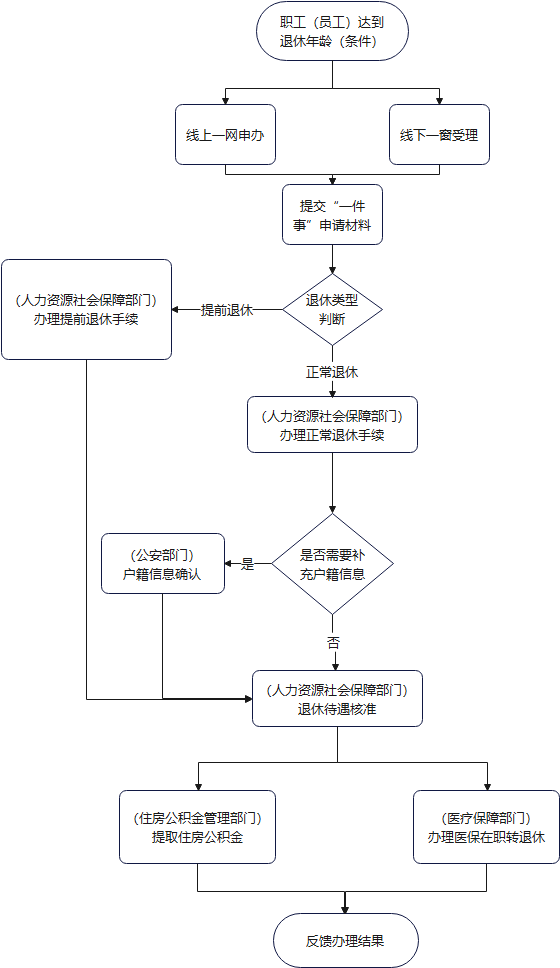 职工（员工）达到
退休年龄（条件）
线上一网申办
线下一窗受理
提交“一件
事”申请材料
退休类型
判断
提前退休
（人力资源社会保障部门）
办理提前退休手续
正常退休
（人力资源社会保障部门）
办理正常退休手续
是否需要补
充户籍信息
是
（公安部门）
户籍信息确认
否
（人力资源社会保障部门）
退休待遇核准
（住房公积金管理部门）
提取住房公积金
（医疗保障部门）
办理医保在职转退休
反馈办理结果